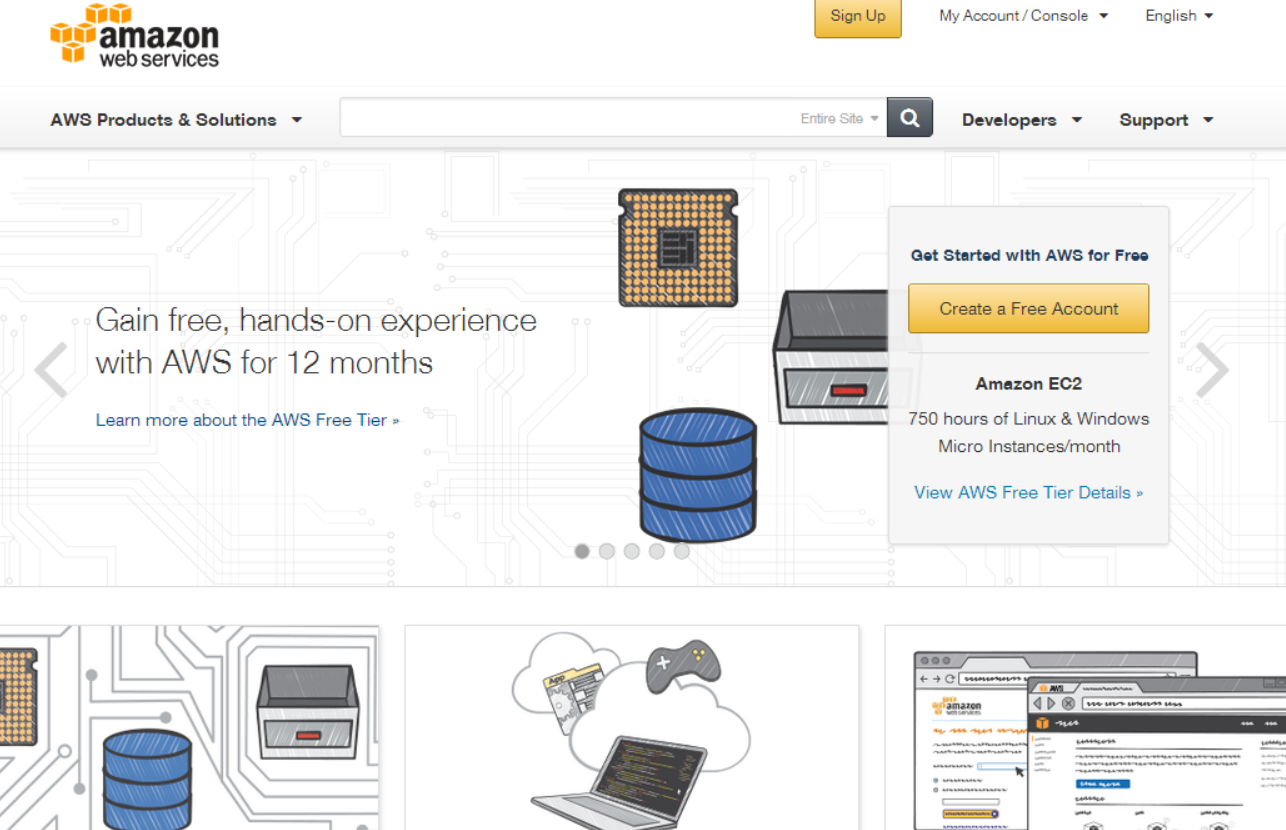 amazon
web services
Sign Up
My Account / Console
English
AWS Products & Solutions
Entire Site
Developers
Support
Gain free, hands-on experience
with AWS for 12 months
Learn more about the AWS Free Tier »
Get Started with AWS for Free
Create a Free Account
Amazon EC2
750 hours of Linux & Windows
Micro Instances/month
View AWS Free Tier Details »
App
amazon
web services
AWS